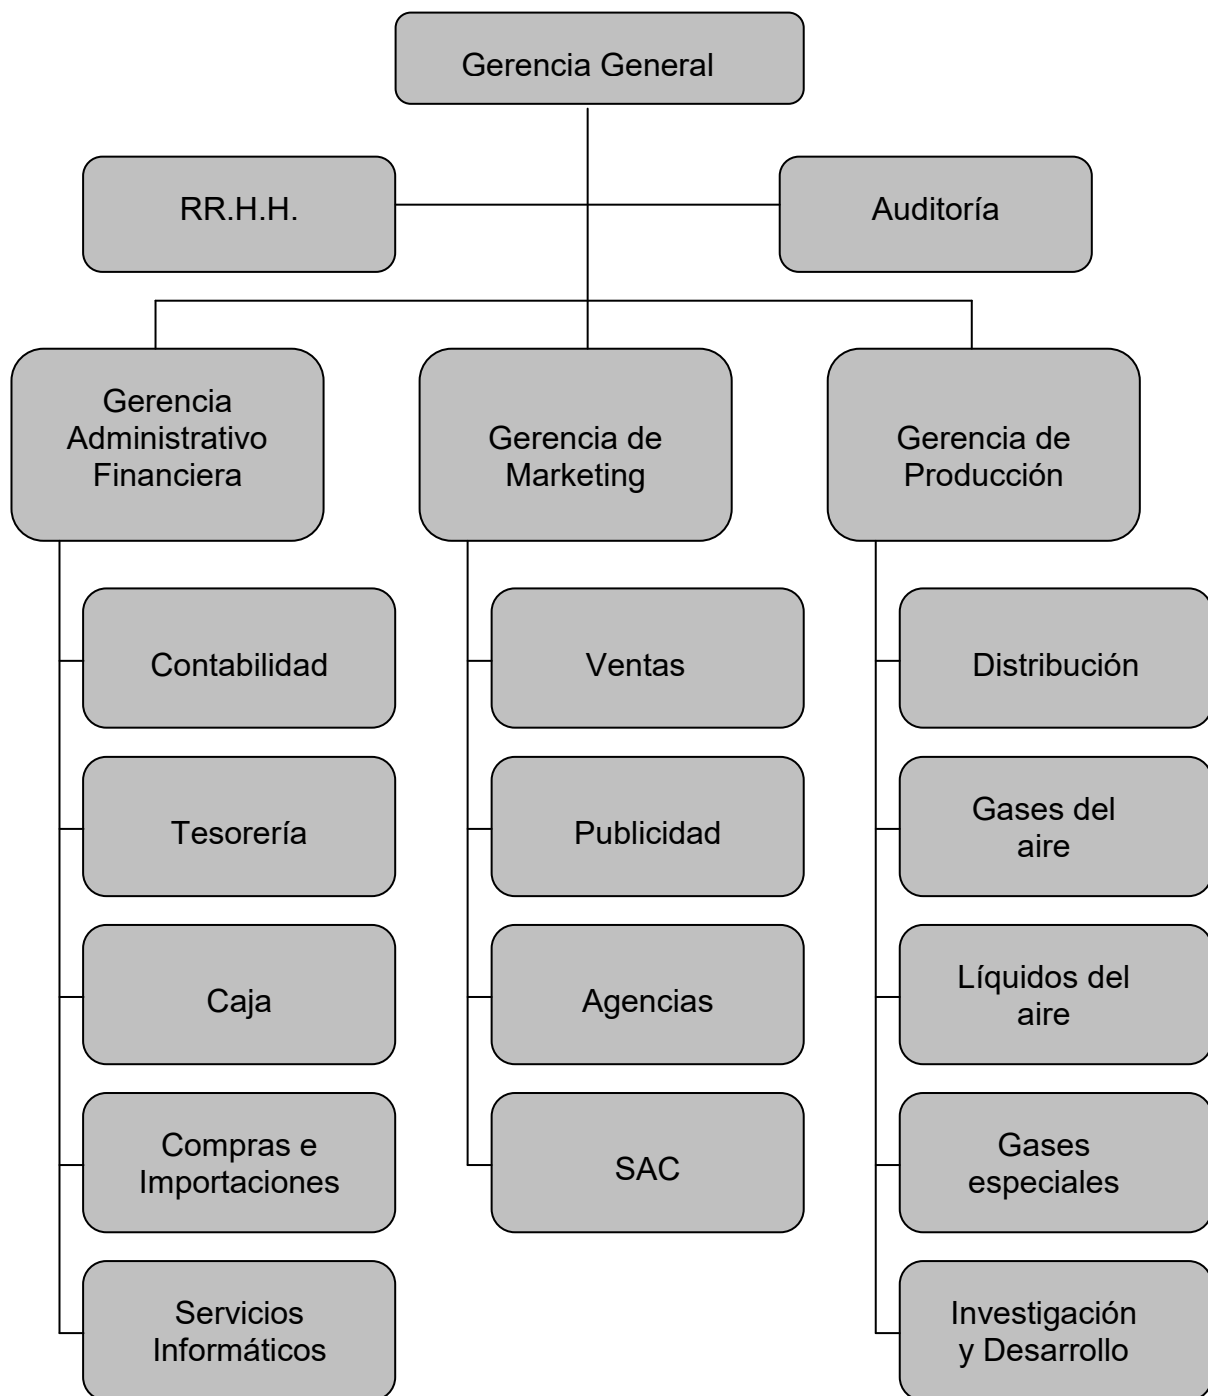 Gerencia General
RR.H.H.
Auditoría
Gerencia
Administrativo
Financiera
Gerencia de
Marketing
Gerencia de
Producción
Contabilidad
Ventas
Distribución
Tesorería
Publicidad
Gases del
aire
Caja
Agencias
Líquidos del
aire
Compras e
Importaciones
SAC
Gases
especiales
Servicios
Informáticos
Investigación
y Desarrollo